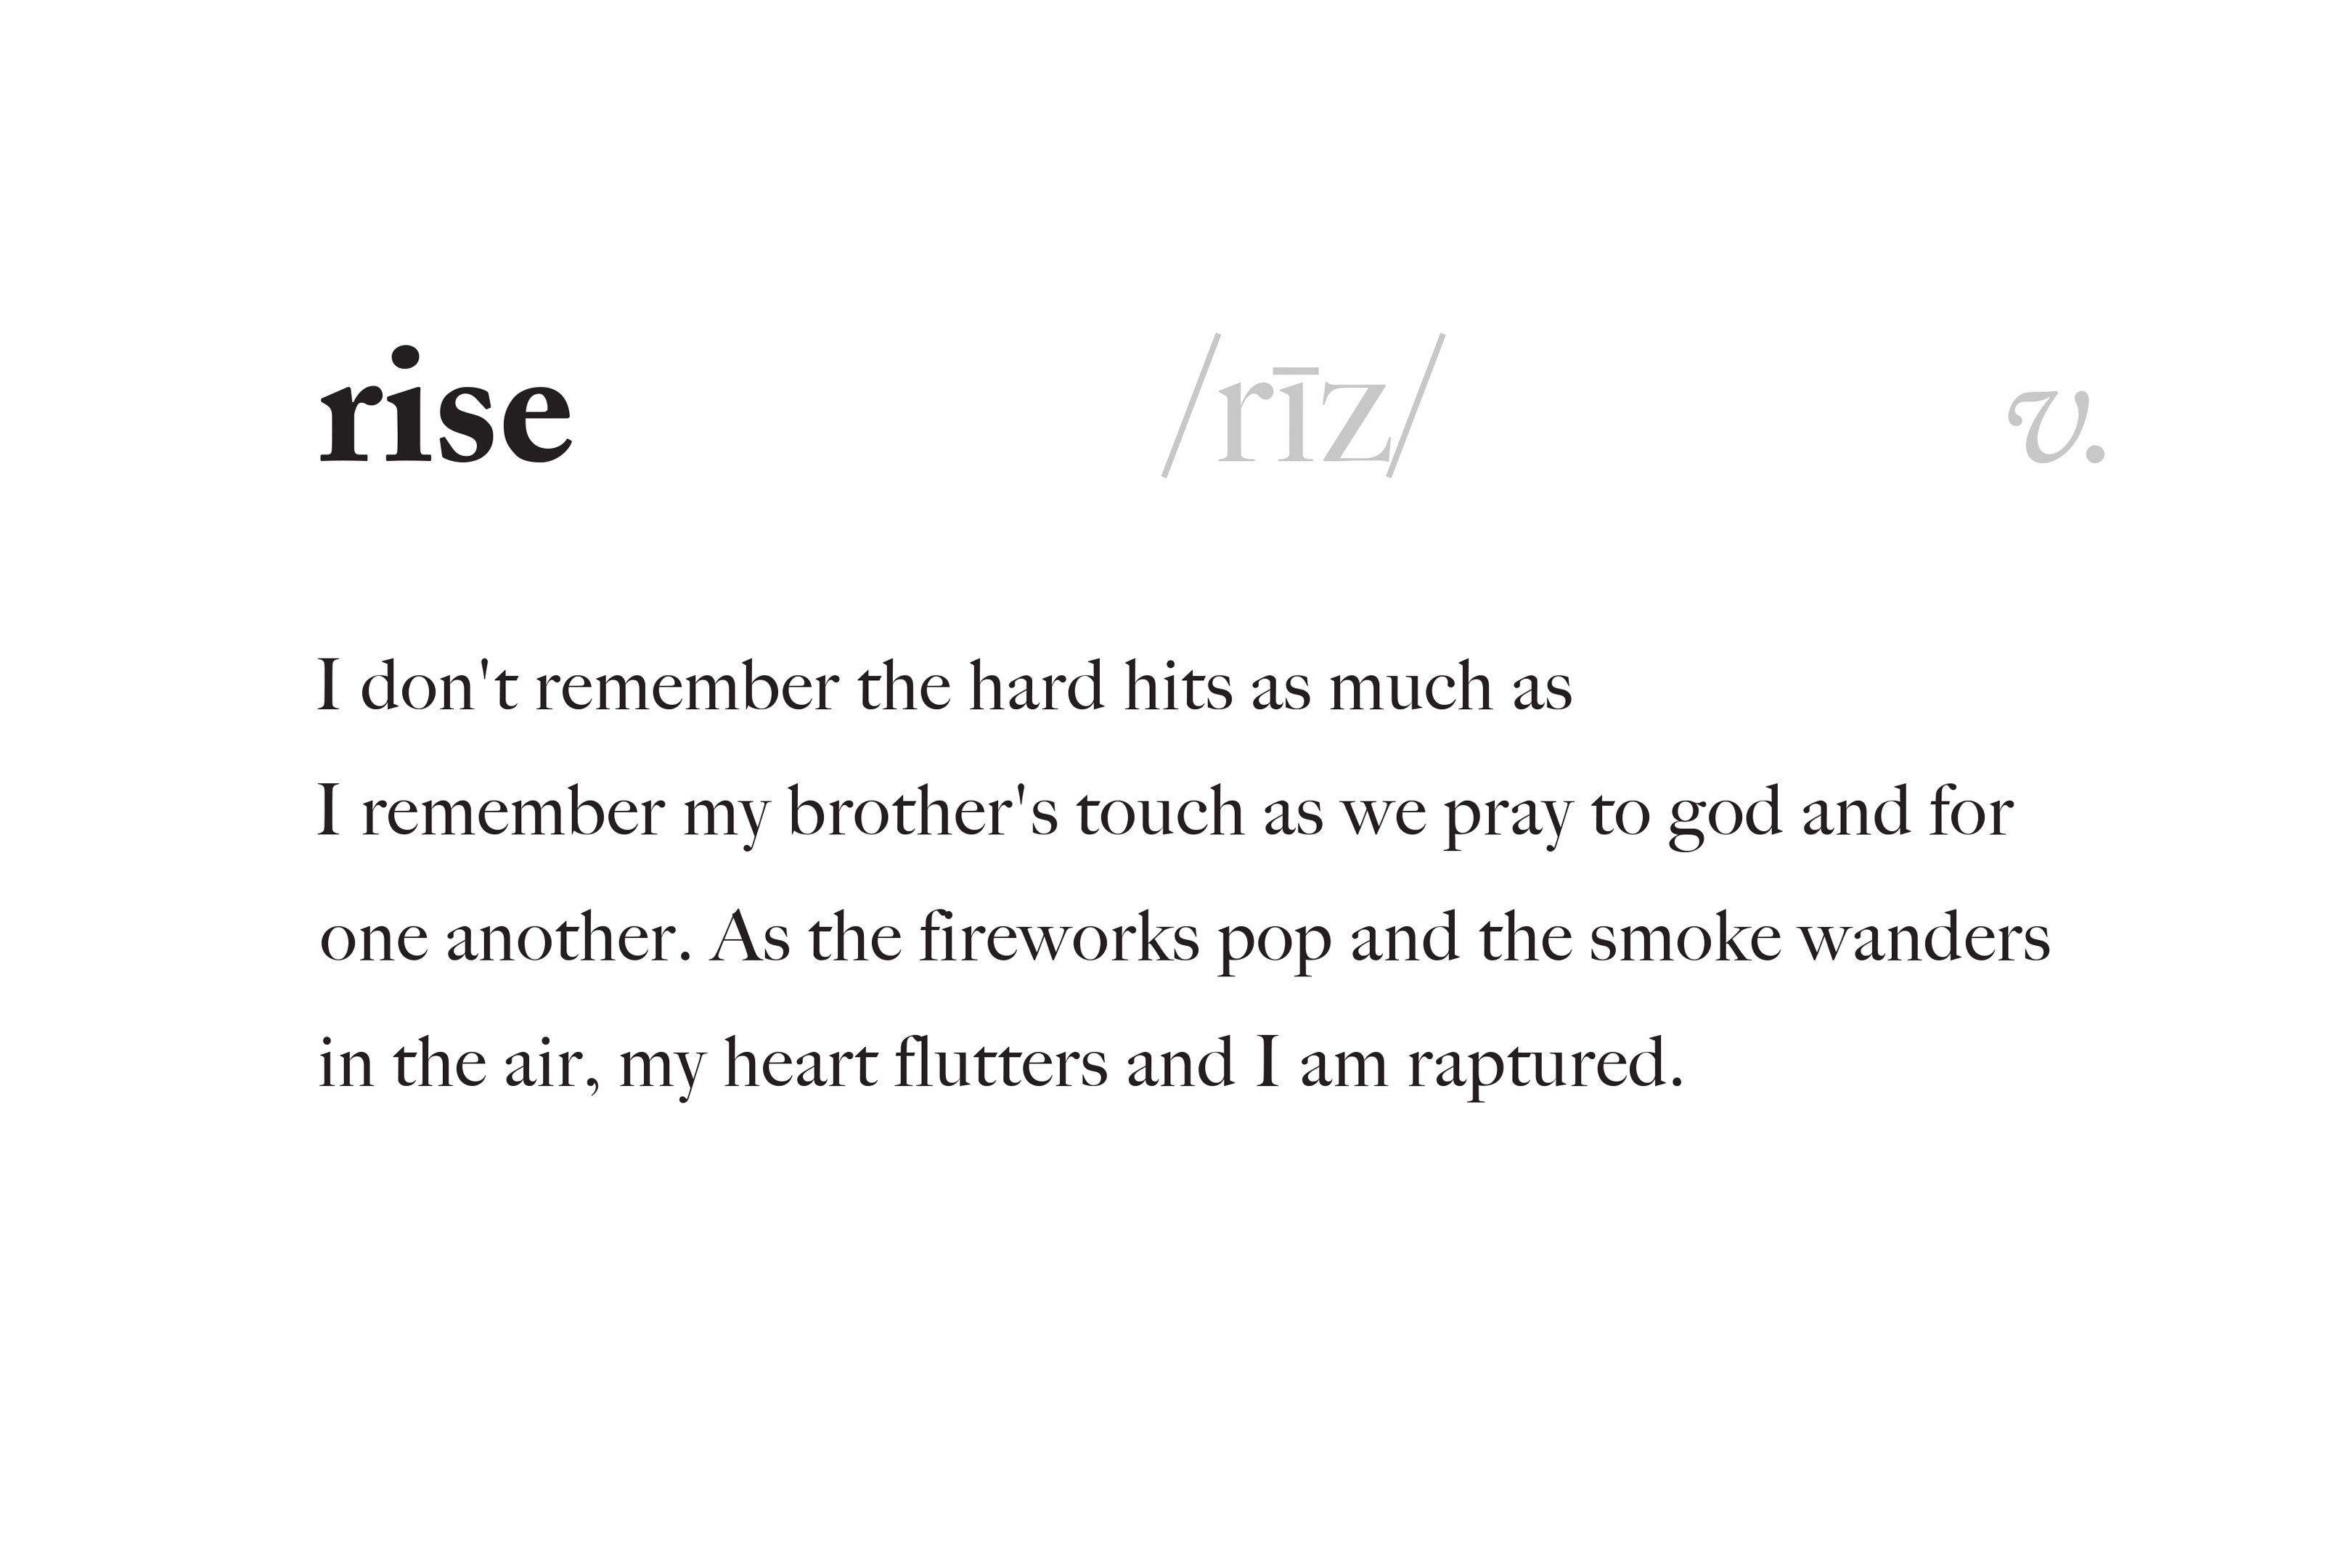 rise /rīz/ v.
I don't remember the hard hits as much as
I remember my brother's touch as we pray to god and for
one another. As the fireworks pop and the smoke wanders
in the air, my heart flutters and I am raptured.